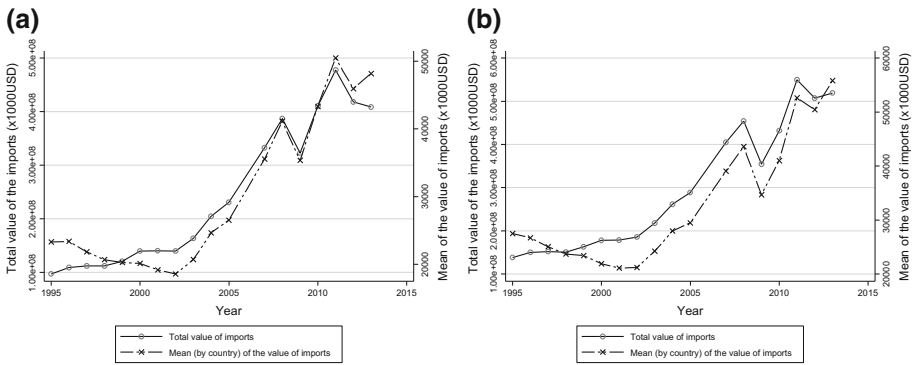 (a)
Total value of the imports (x1000USD)
1.00e+08 2.00e+08 3.00e+08 4.00e+08 5.00e+08
20000 30000 40000 50000
Mean of the value of imports (x1000USD)
1995 2000 2005 2010 2015
Year
Total value of imports
Mean (by country) of the value of imports
(b)
Total value of the imports (x1000USD)
1.00e+08 2.00e+08 3.00e+08 4.00e+08 5.00e+08 6.00e+08
20000 30000 40000 50000 60000
Mean of the value of imports (x1000USD)
1995 2000 2005 2010 2015
Year
Total value of imports
Mean (by country) of the value of imports